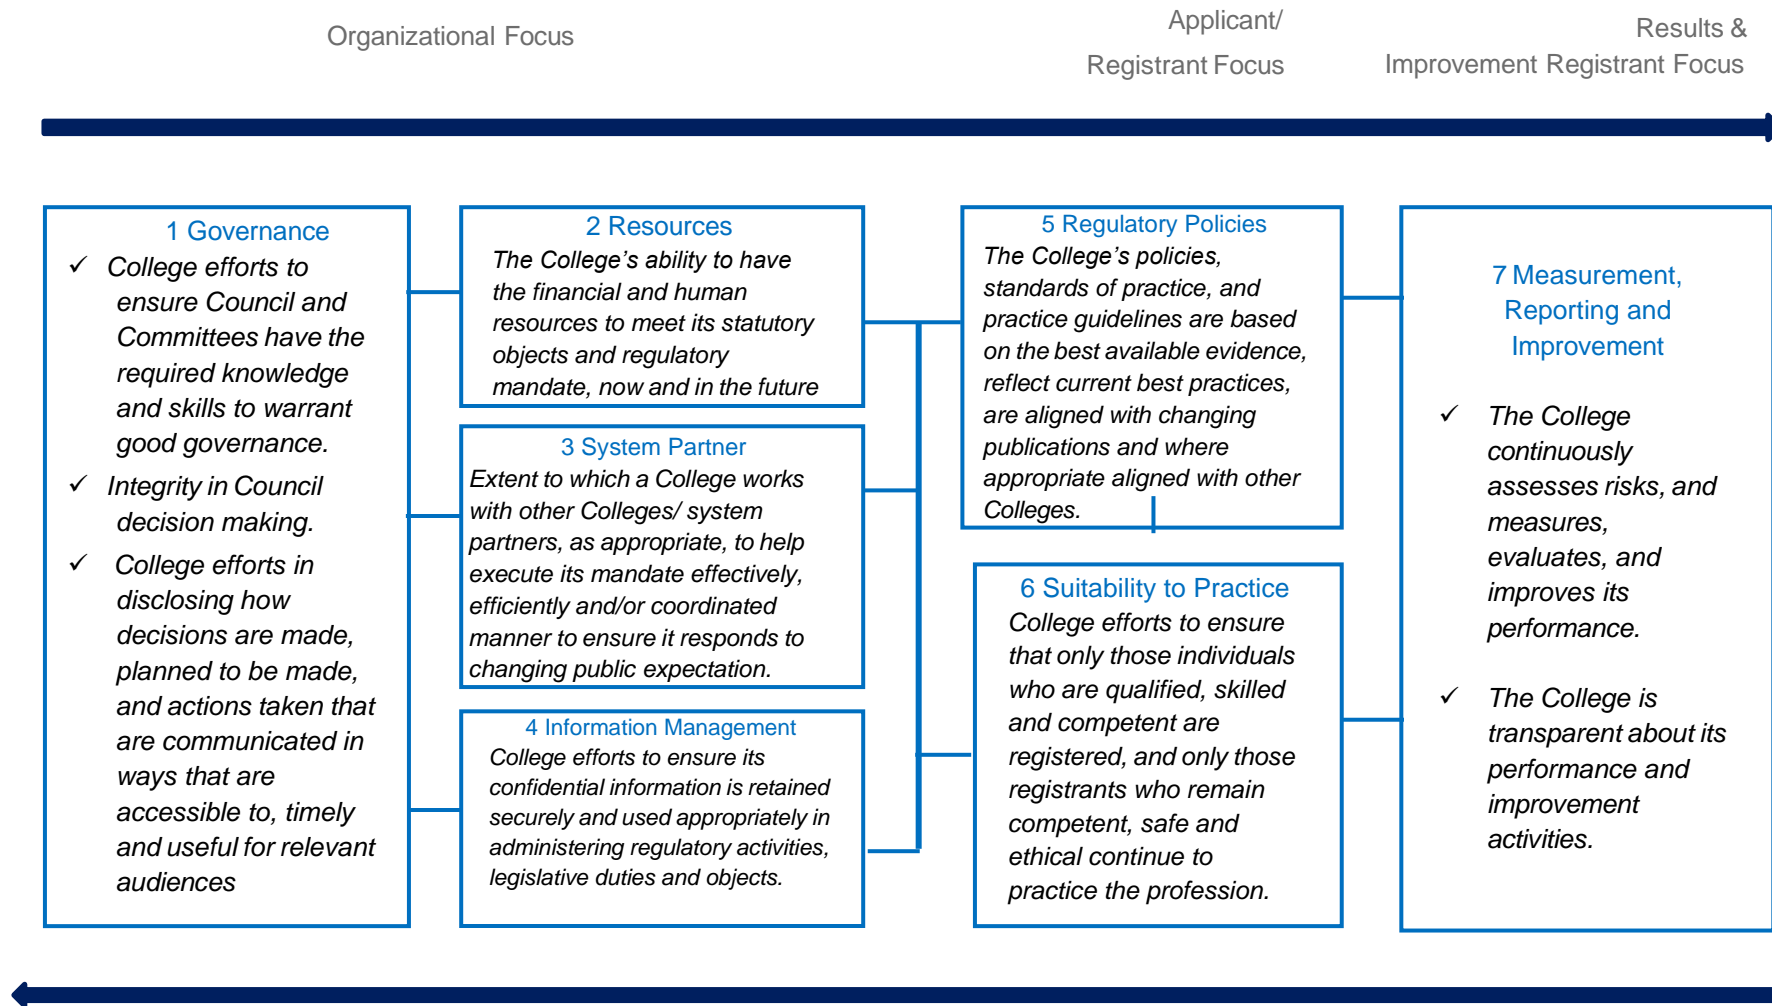 Organizational Focus
Applicant/
Registrant Focus
Results &
Improvement Registrant Focus
1 Governance
✓ College efforts to
ensure Council and
Committees have the
required knowledge
and skills to warrant
good governance.
✓ Integrity in Council
decision making.
✓ College efforts in
disclosing how
decisions are made,
planned to be made,
and actions taken that
are communicated in
ways that are
accessible to, timely
and useful for relevant
audiences
2 Resources
The College’s ability to have
the financial and human
resources to meet its statutory
objects and regulatory
mandate, now and in the future
3 System Partner
Extent to which a College works
with other Colleges/ system
partners, as appropriate, to help
execute its mandate effectively,
efficiently and/or coordinated
manner to ensure it responds to
changing public expectation.
4 Information Management
College efforts to ensure its
confidential information is retained
securely and used appropriately in
administering regulatory activities,
legislative duties and objects.
5 Regulatory Policies
The College’s policies,
standards of practice, and
practice guidelines are based
on the best available evidence,
reflect current best practices,
are aligned with changing
publications and where
appropriate aligned with other
Colleges.
6 Suitability to Practice
College efforts to ensure
that only those individuals
who are qualified, skilled
and competent are
registered, and only those
registrants who remain
competent, safe and
ethical continue to
practice the profession.
7 Measurement,
Reporting and
Improvement
✓ The College
continuously
assesses risks, and
measures,
evaluates, and
improves its
performance.
✓ The College is
transparent about its
performance and
improvement
activities.